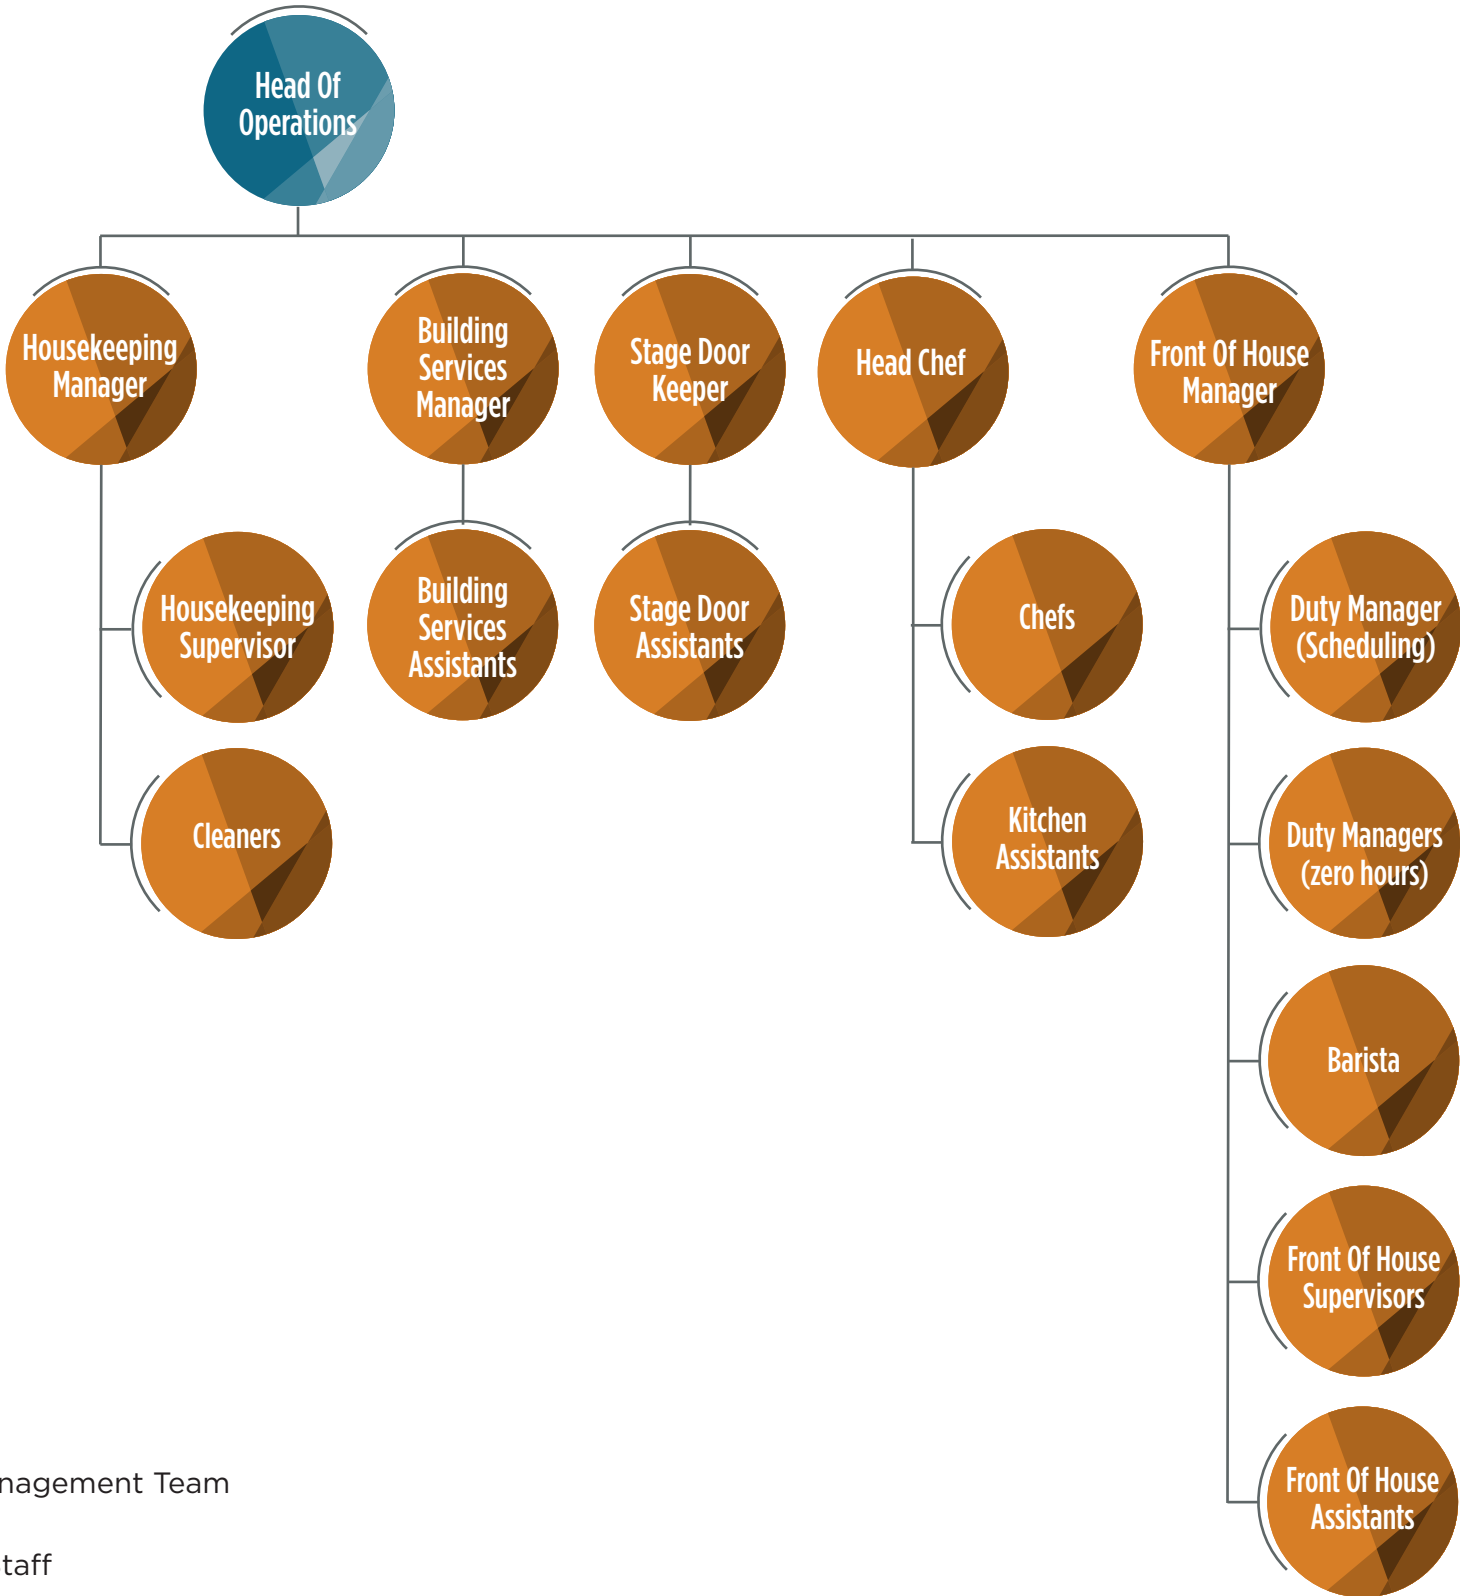 Head Of
Operations
Housekeeping
Manager
Building
Services
Manager
Stage Door
Keeper
Head Chef
Front Of House
Manager
Housekeeping
Supervisor
Building
Services
Assistants
Stage Door
Assistants
Chefs
Duty Manager
(Scheduling)
Cleaners
Kitchen
Assistants
Duty Managers
(zero hours)
Barista
Front Of House
Supervisors
Front Of House
Assistants
Team